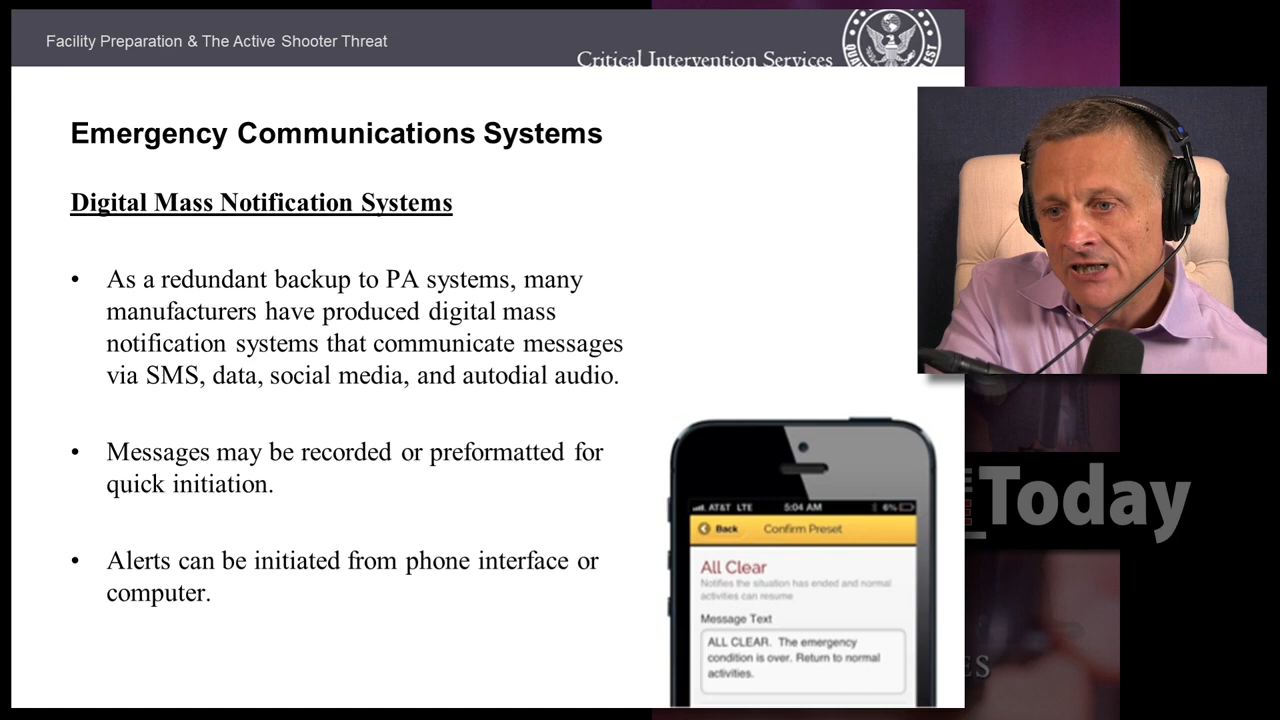 Facility Preparation & The Active Shooter Threat
Critical Intervention Services
Emergency Communications Systems
Digital Mass Notification Systems
• As a redundant backup to PA systems, many
manufacturers have produced digital mass
notification systems that communicate messages
via SMS, data, social media, and autodial audio.
• Messages may be recorded or preformatted for
quick initiation.
• Alerts can be initiated from phone interface or
computer.
AT&T LTE 5:04 AM 6%
Back Confirm Preset
All Clear
Notifies the situation has ended and normal
activities can resume
Message Text
ALL CLEAR. The emergency
condition is over. Return to normal
activities.
Today
ES